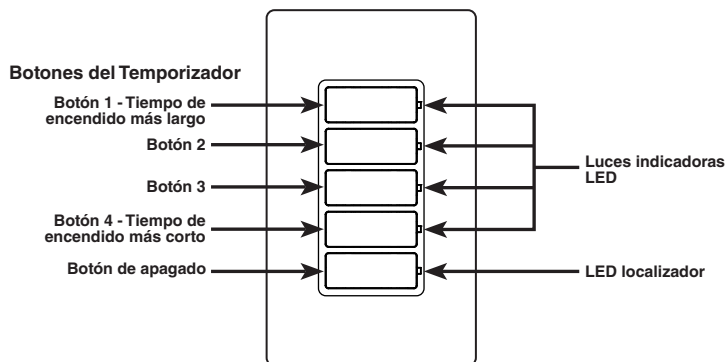 Botones del Temporizador
Botón 1 - Tiempo de
encendido más largo
Botón 2
Botón 3
Botón 4 - Tiempo de
encendido más corto
Botón de apagado
Luces indicadoras
LED
LED localizador